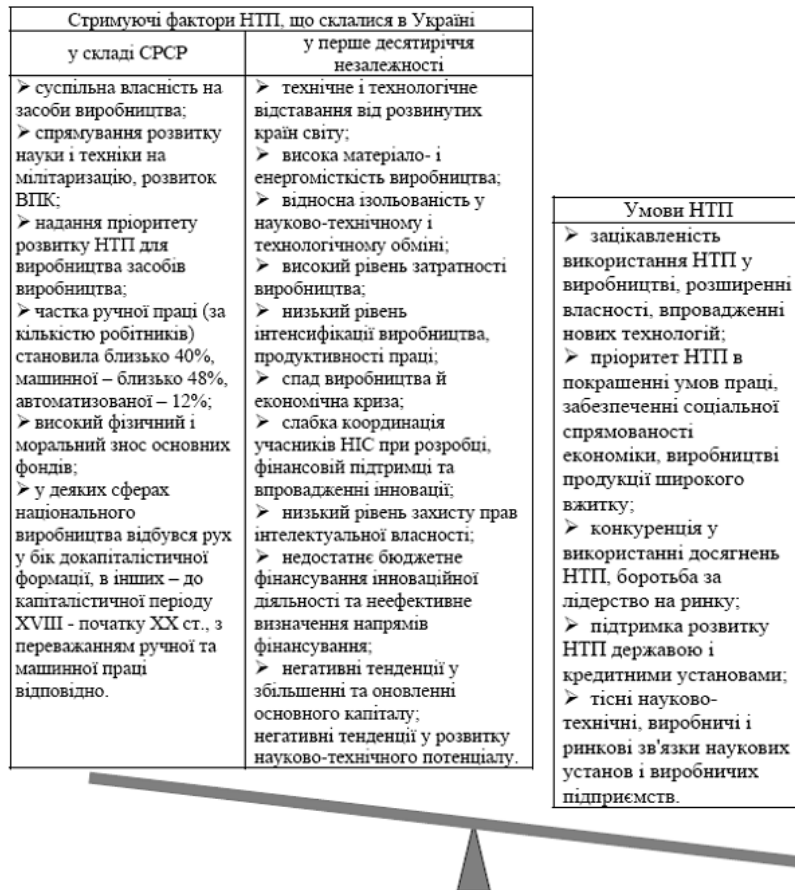 Стримуючі фактори НТП, що склалися в Україні
у складі СРСР
➢ суспільна власність на
засоби виробництва;
➢ спрямування розвитку
науки і техніки на
мілітаризацію, розвиток
ВПК;
➢ надання пріоритету
розвитку НТП для
виробництва засобів
виробництва;
➢ частка ручної праці (за
кількістю робітників)
становила близько 40%,
машинної – близько 48%,
автоматизованої – 12%;
➢ високий фізичний і
моральний знос основних
фондів;
➢ у деяких сферах
національного
виробництва відбувся рух
у бік докапіталістичної
формації, в інших – до
капіталістичної періоду
XVIII - початку XX ст., з
переважанням ручної та
машинної праці
відповідно.
у перше десятиріччя
незалежності
➢ технічне і технологічне
відставання від розвинутих
країн світу;
➢ висока матеріало- і
енергомісткість виробництва;
➢ відносна ізольованість у
науково-технічному і
технологічному обміні;
➢ високий рівень затратності
виробництва;
➢ низький рівень
інтенсифікації виробництва,
продуктивності праці;
➢ спад виробництва й
економічна криза;
➢ слабка координація
учасників НІС при розробці,
фінансовій підтримці та
впровадженні інновації;
➢ низький рівень захисту прав
інтелектуальної власності;
➢ недостатнє бюджетне
фінансування інноваційної
діяльності та неефективне
визначення напрямів
фінансування;
➢ негативні тенденції у
збільшенні та оновленні
основного капіталу;
негативні тенденції у розвитку
науково-технічного потенціалу.
Умови НТП
➢ зацікавленість
використання НТП у
виробництві, розширенні
власності, впровадженні
нових технологій;
➢ пріоритет НТП в
покрашенні умов праці,
забезпеченні соціальної
спрямованості
економіки, виробництві
продукції широкого
вжитку;
➢ конкуренція у
використанні досягнень
НТП, боротьба за
лідерство на ринку;
➢ підтримка розвитку
НТП державою і
кредитними установами;
➢ тісні науково-
технічні, виробничі і
ринкові зв'язки наукових
установ і виробничих
підприємств.